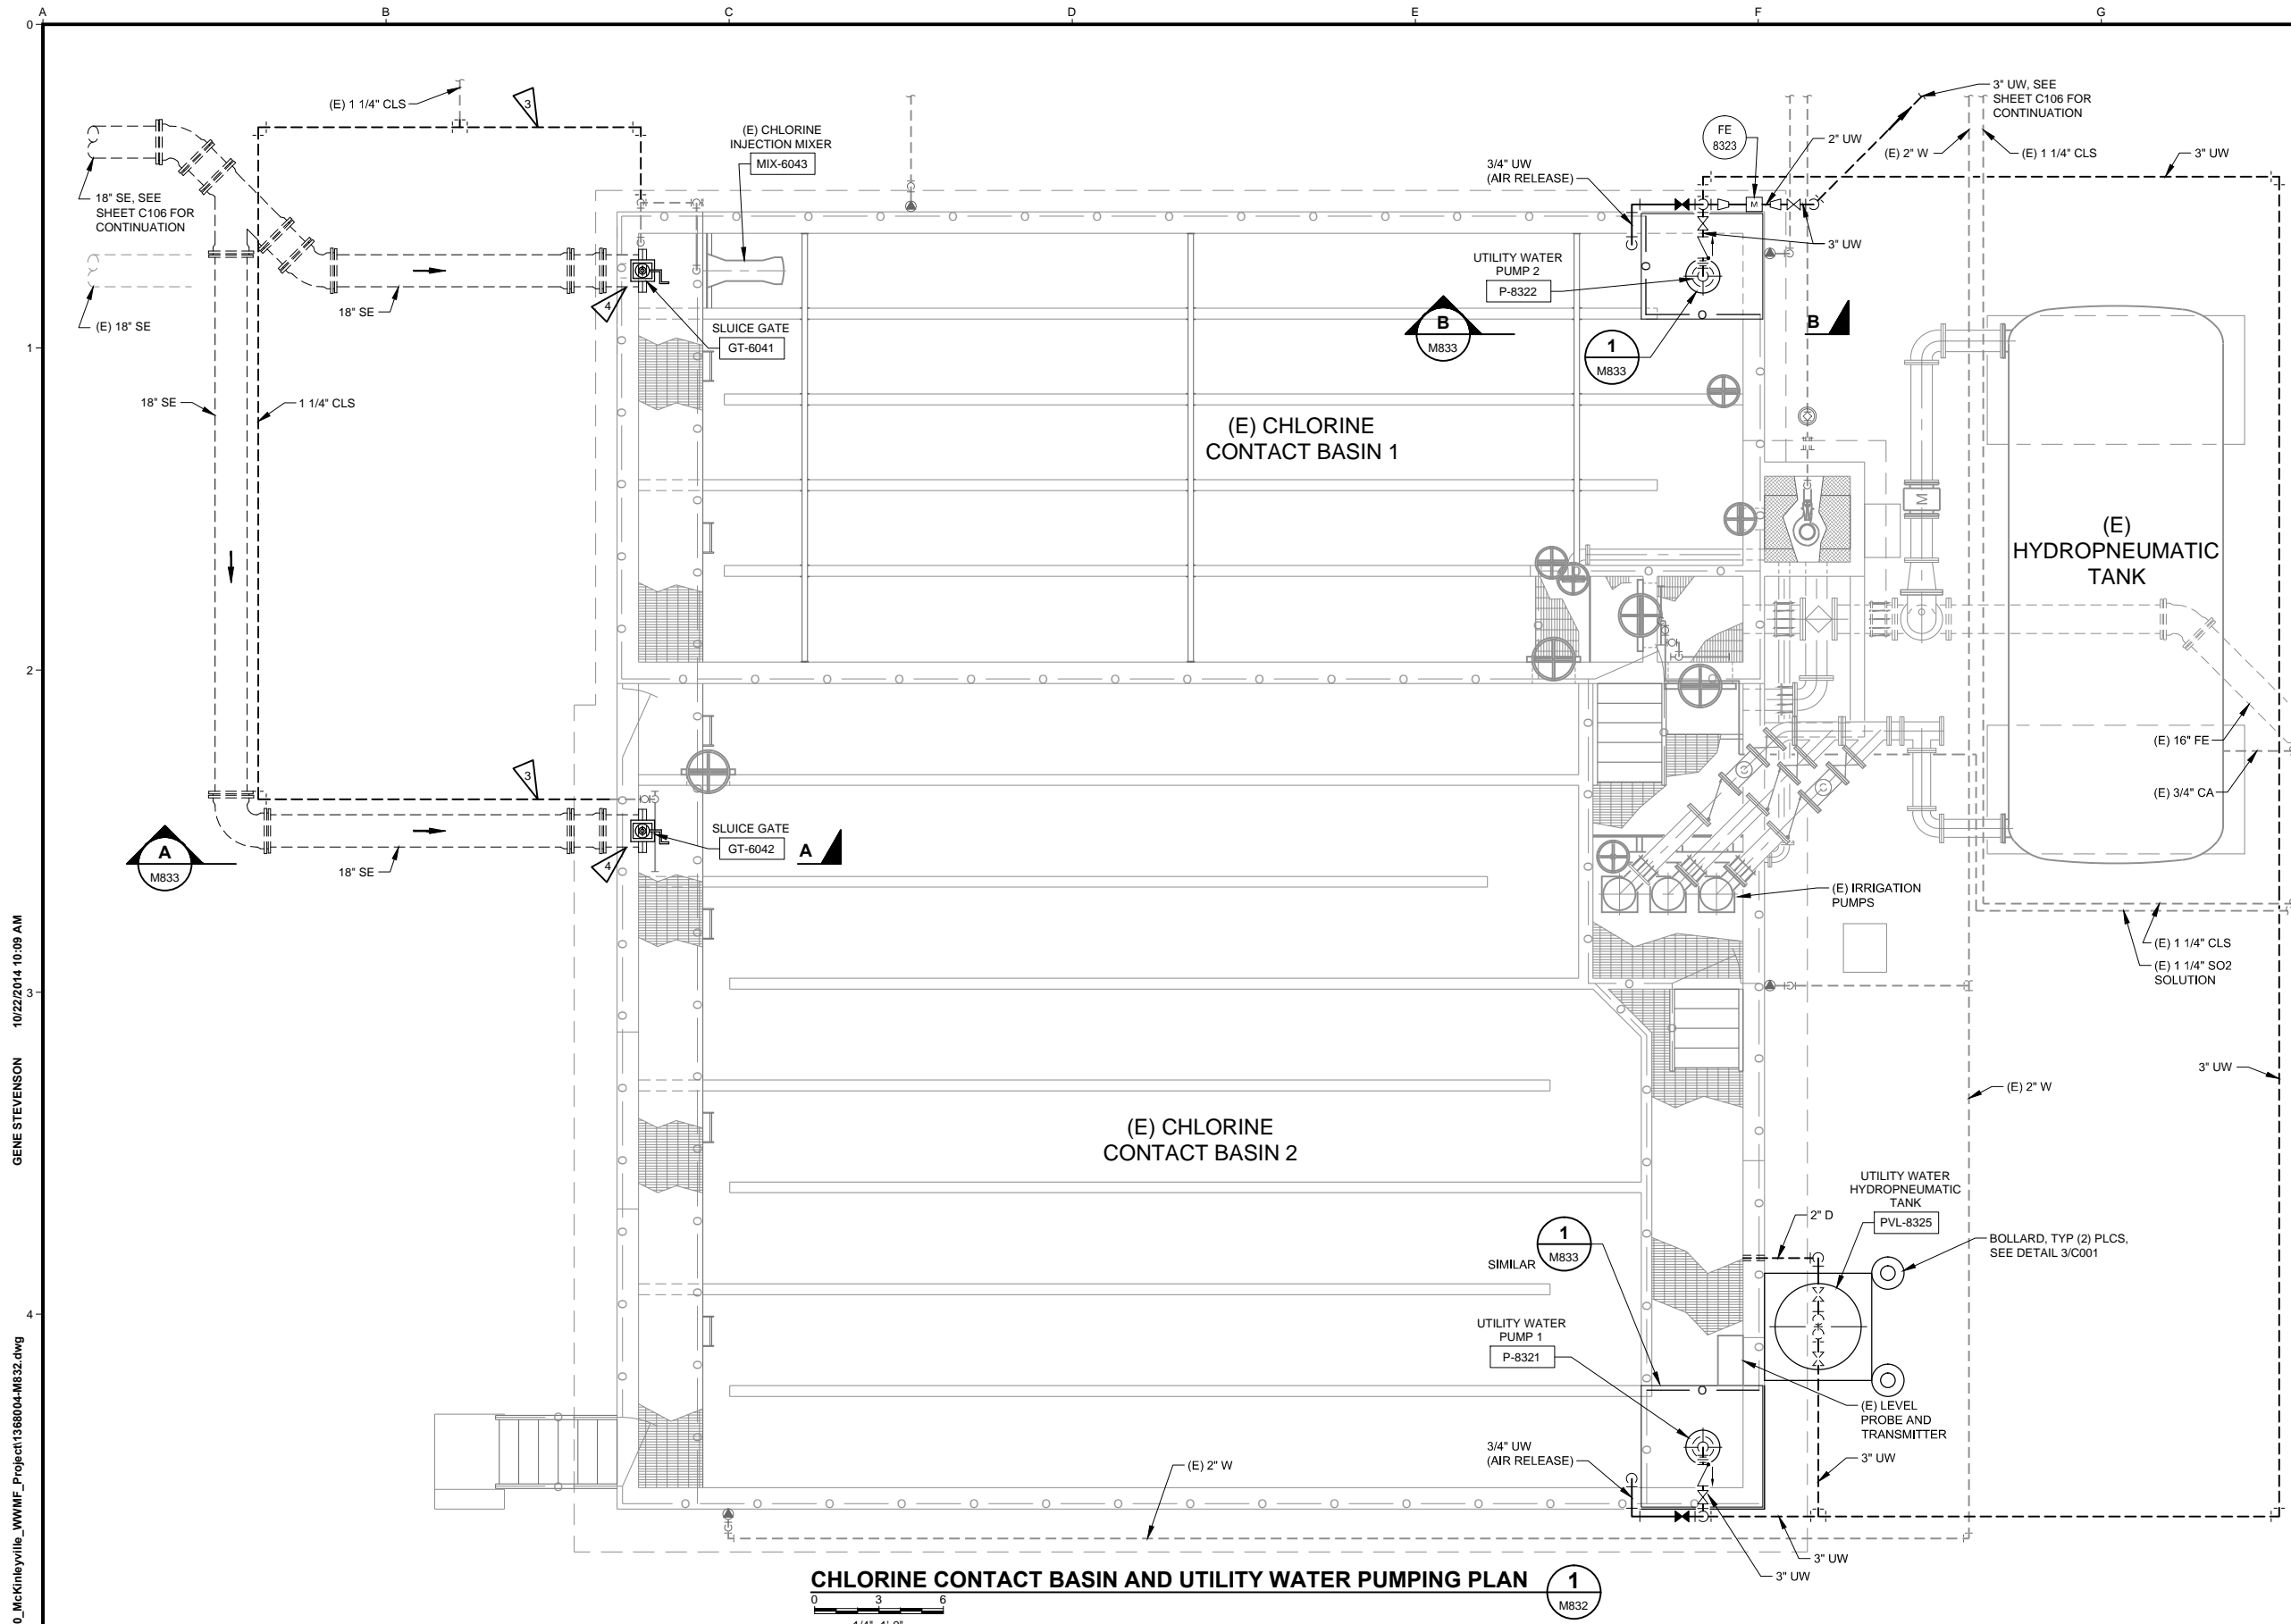 A B C D E F G
0
1
2
3
4
(E) 1 1/4" CLS
3
(E) CHLORINE
INJECTION MIXER
MIX-6043
18" SE, SEE
SHEET C106 FOR
CONTINUATION
(E) 18" SE
18" SE
4
SLUICE GATE
GT-6041
18" SE
1 1/4" CLS
3/4" UW
(AIR RELEASE)
FE
8323
2" UW
3" UW, SEE
SHEET C106 FOR
CONTINUATION
(E) 2" W
(E) 1 1/4" CLS
3" UW
M
3" UW
UTILITY WATER
PUMP 2
P-8322
B
M833
1
M833
B
(E) CHLORINE
CONTACT BASIN 1
M
(E)
HYDROPNEUMATIC
TANK
(E) 16" FE
(E) 3/4" CA
3
SLUICE GATE
GT-6042
A
A
M833
18" SE
4
(E) IRRIGATION
PUMPS
(E) 1 1/4" CLS
(E) 1 1/4" SO2
SOLUTION
3" UW
(E) 2" W
(E) CHLORINE
CONTACT BASIN 2
UTILITY WATER
HYDROPNEUMATIC
TANK
PVL-8325
2" D
BOLLARD, TYP (2) PLCS,
SEE DETAIL 3/C001
1
M833
SIMILAR
UTILITY WATER
PUMP 1
P-8321
(E) LEVEL
PROBE AND
TRANSMITTER
3/4" UW
(AIR RELEASE)
(E) 2" W
3" UW
3" UW
3" UW
CHLORINE CONTACT BASIN AND UTILITY WATER PUMPING PLAN
1
M832
0 3 6
10/22/2014 10:09 AM
GENE STEVENSON
0_McKinleyville_WWMF_Project\1368004-M832.dwg